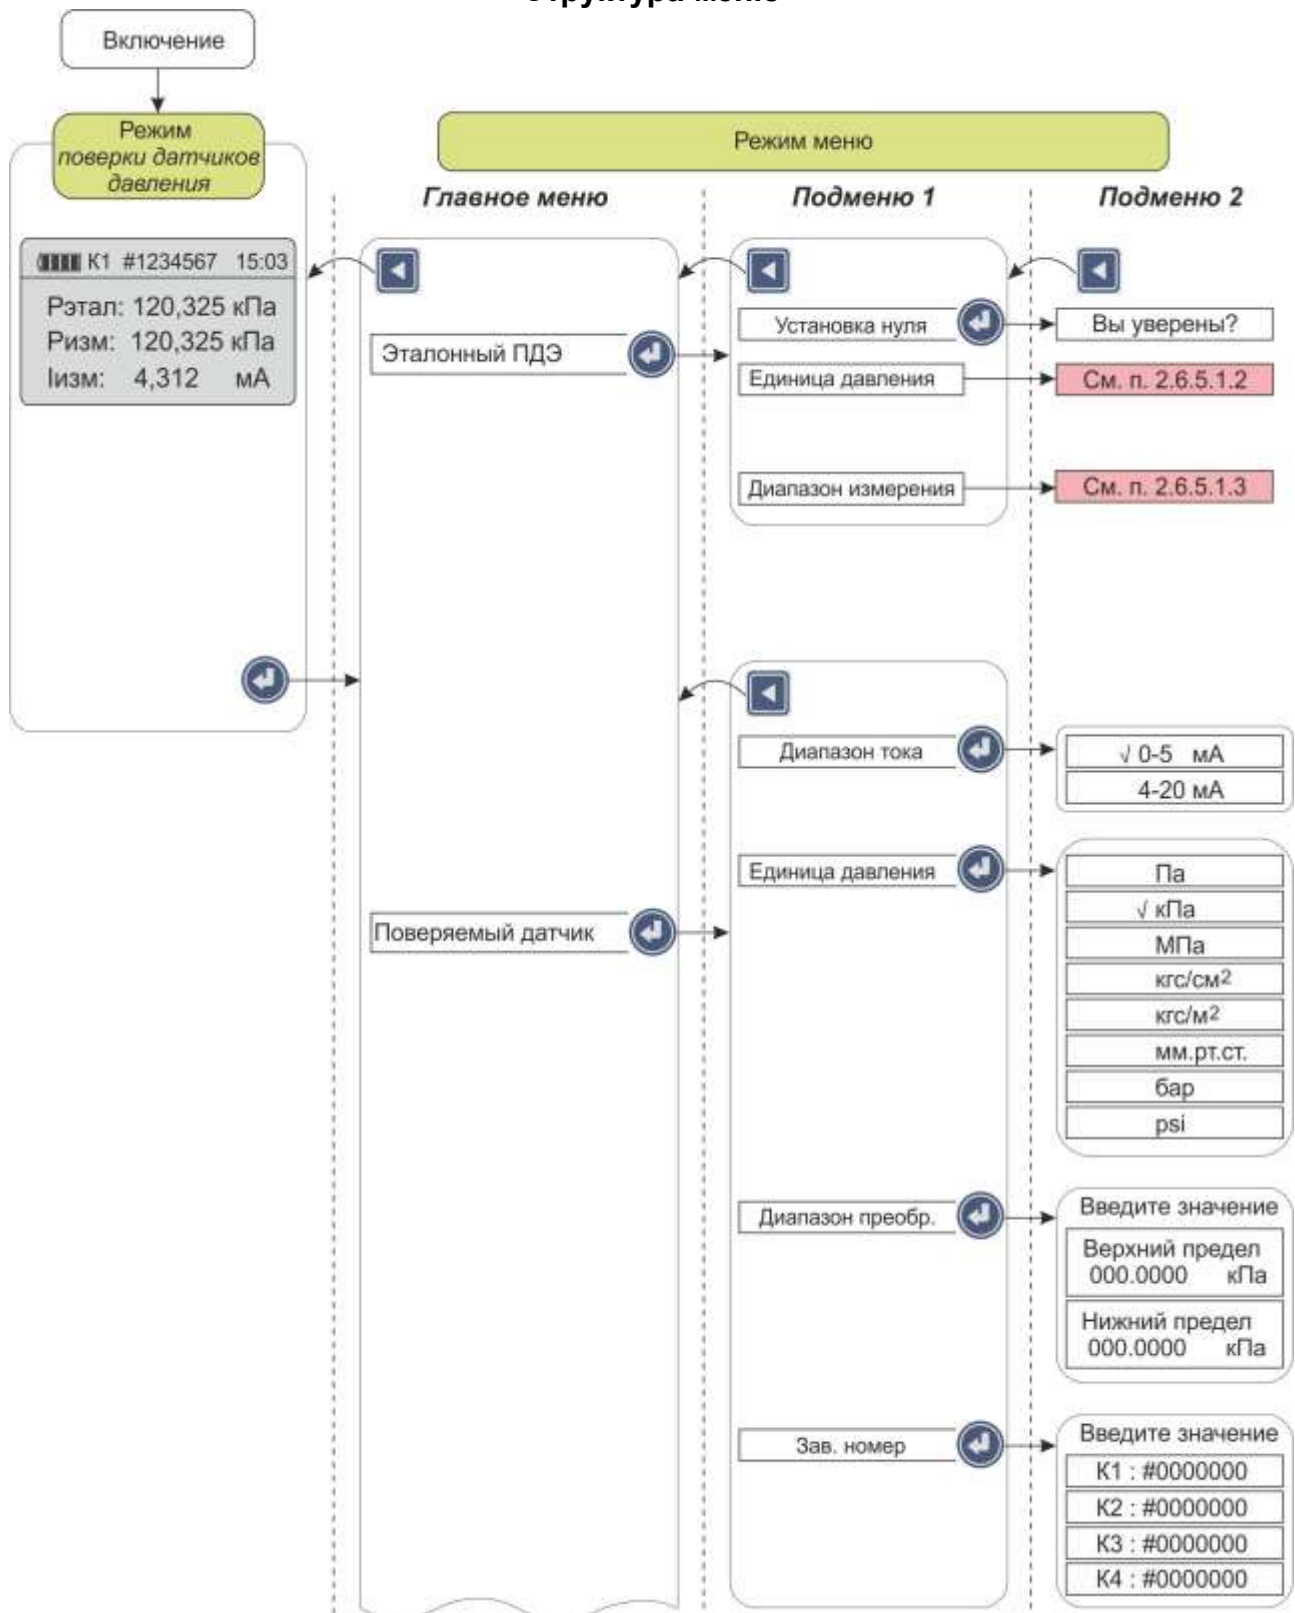 Структура меню
Включение
Режим
поверки датчиков
давления
Режим меню
Главное меню
Подменю 1
Подменю 2
К1 #1234567 15:03
Рэтал: 120,325 кПа
Ризм: 120,325 кПа
Iизм: 4,312 мА
Эталонный ПДЭ
Установка нуля
Вы уверены?
Единица давления
См. п. 2.6.5.1.2
Диапазон измерения
См. п. 2.6.5.1.3
Поверяемый датчик
Диапазон тока
√ 0-5 мА
4-20 мА
Единица давления
Па
√ кПа
МПа
кгс/см2
кгс/м2
мм.рт.ст.
бар
psi
Диапазон преобр.
Введите значение
Верхний предел
000.0000 кПа
Нижний предел
000.0000 кПа
Зав. номер
Введите значение
К1 : #0000000
К2 : #0000000
К3 : #0000000
К4 : #0000000